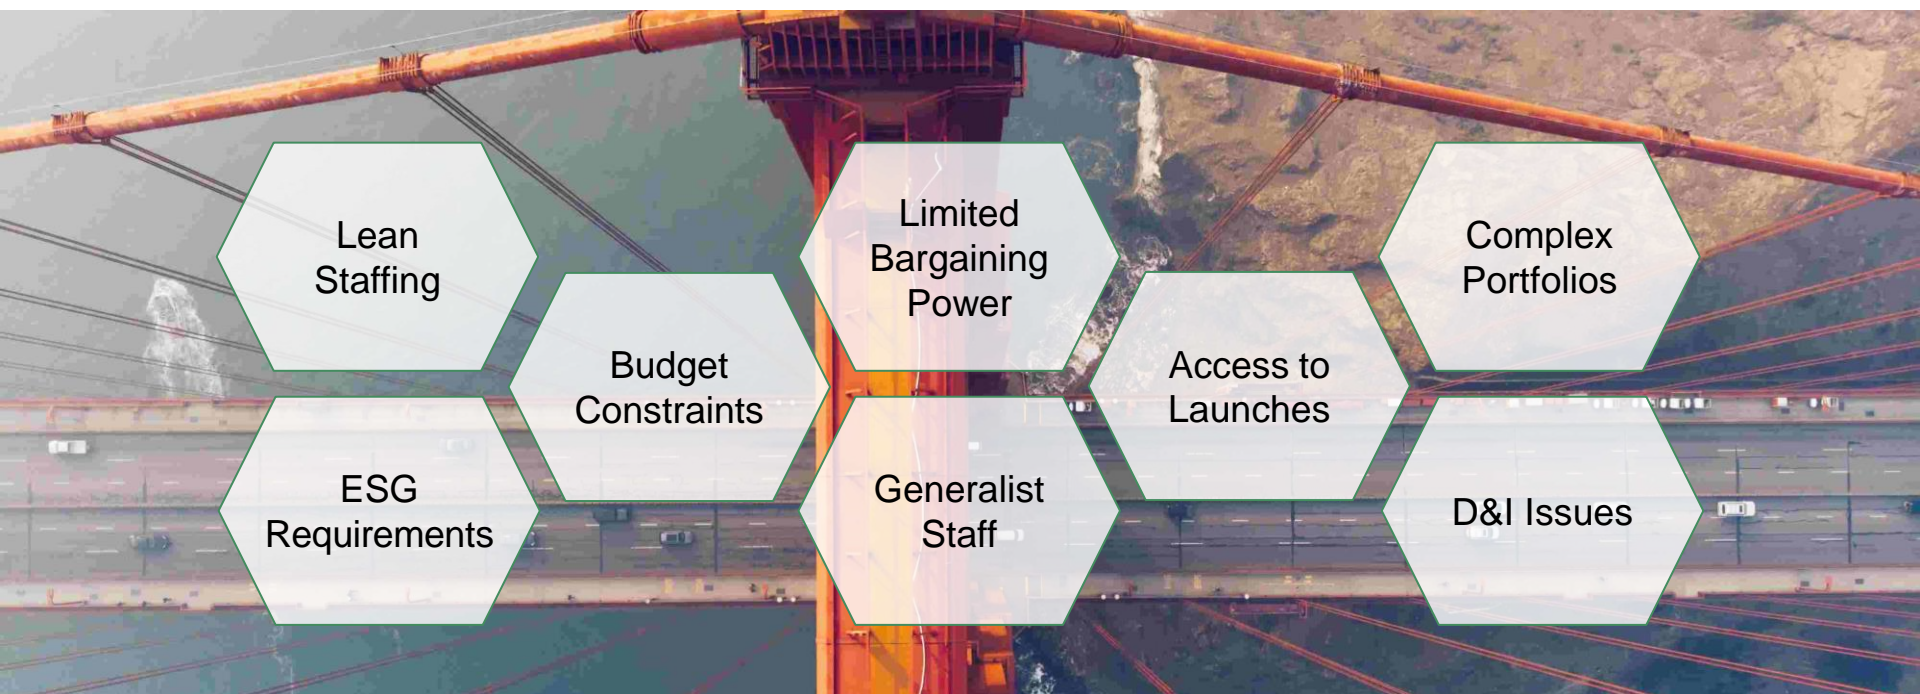 Lean
Staffing
Limited
Bargaining
Power
Complex
Portfolios
Budget
Constraints
Access to
Launches
ESG
Requirements
Generalist
Staff
D&I Issues